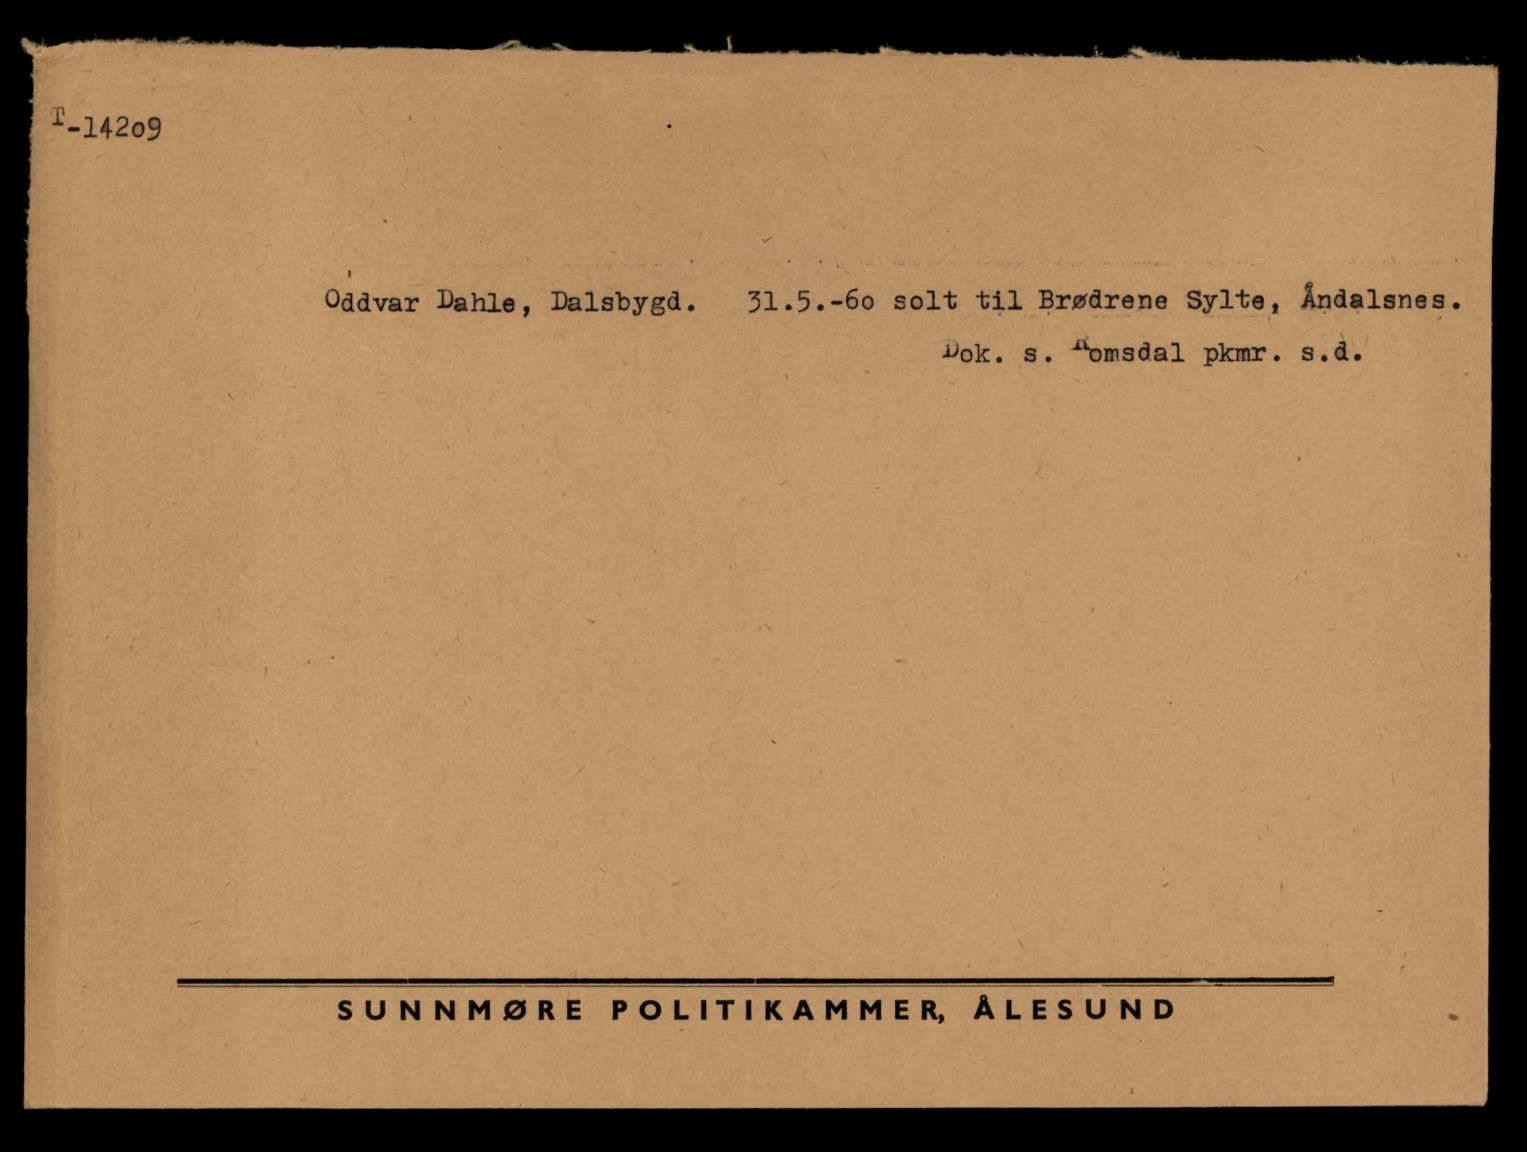 T-14209
Oddvar Dahle, Dalsbygd. 31.5.-60 solt til Brødrene Sylte, Åndalsnes.
Dok. s. Romsdal pkmr. s.d.
SUNNMØRE POLITIKAMMER, ÅLESUND